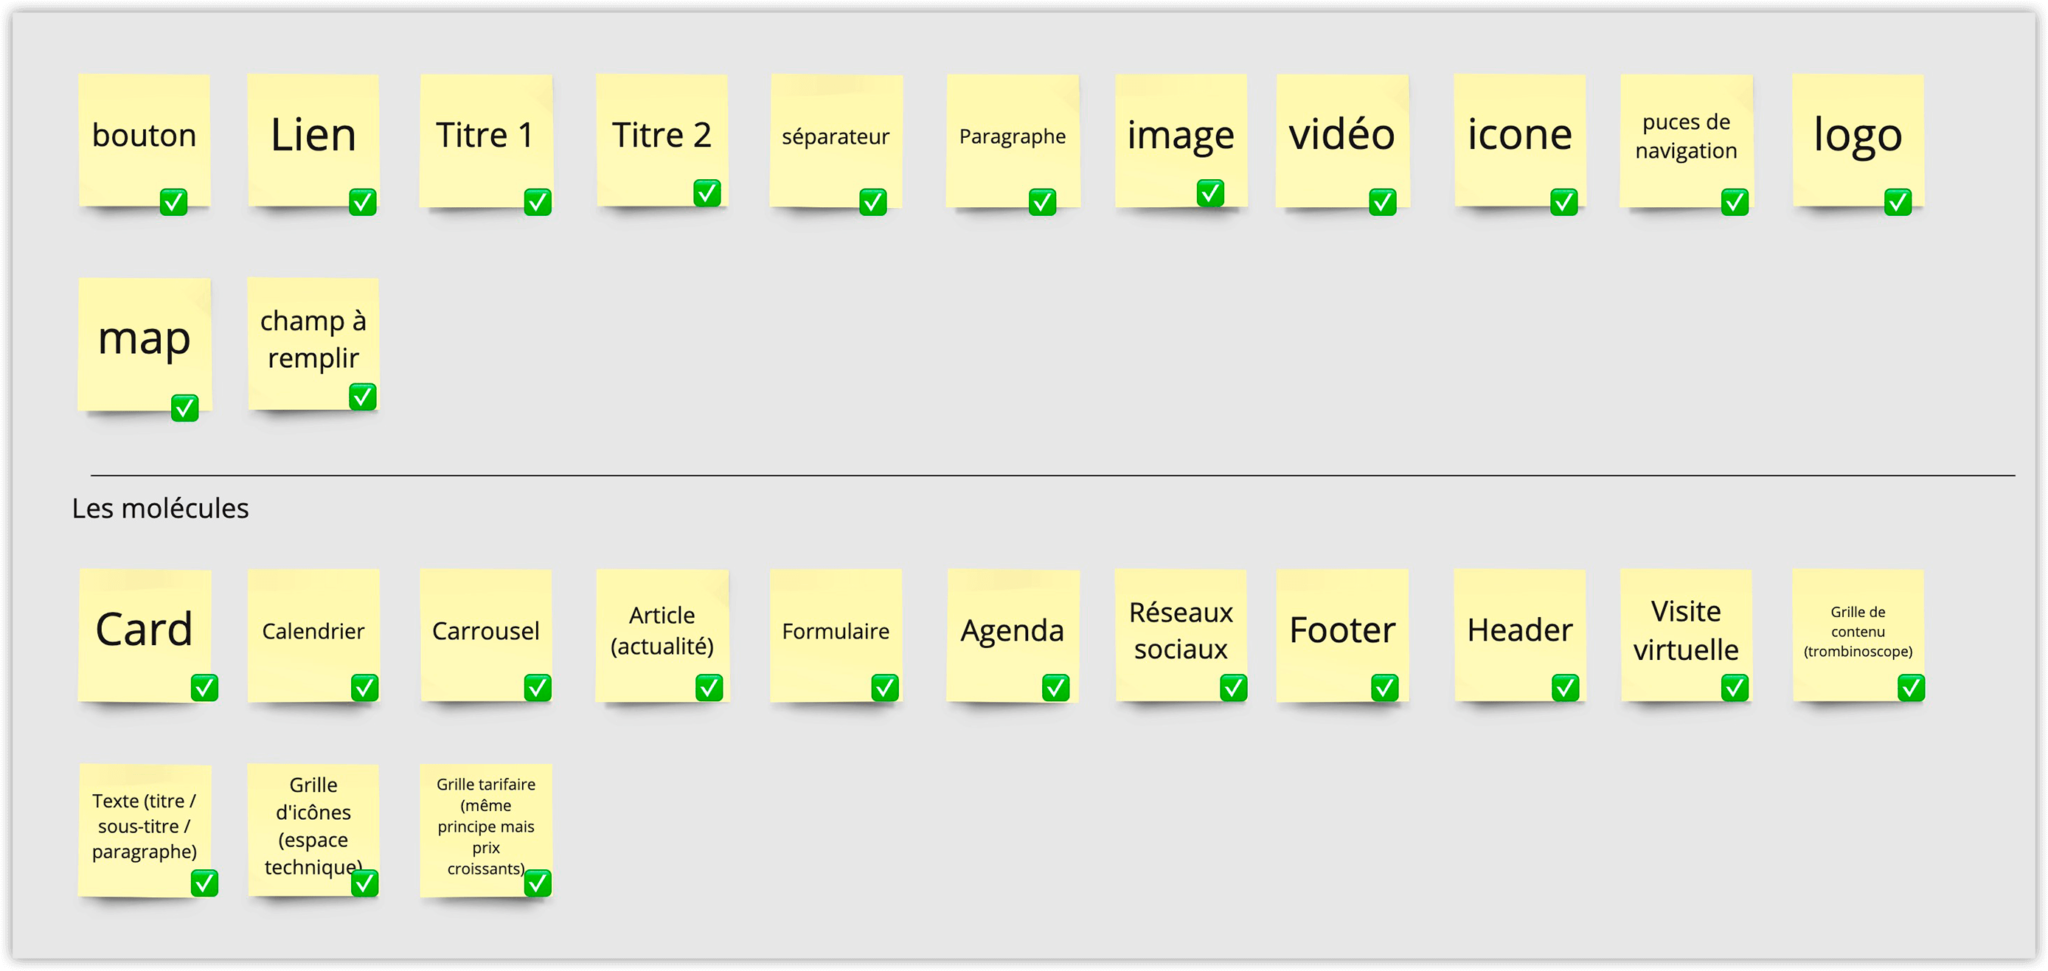 bouton
Lien
Titre 1
Titre 2
séparateur
Paragraphe
image
vidéo
icone
puces de
navigation
logo
map
champ à
remplir
Les molécules
Card
Calendrier
Carrousel
Article
(actualité)
Formulaire
Agenda
Réseaux
sociaux
Footer
Header
Visite
virtuelle
Grille de
contenu
(trombinoscope)
Texte (titre /
sous-titre /
paragraphe)
Grille
d'icônes
(espace
technique)
Grille tarifaire
(même
principe mais
prix
croissants)